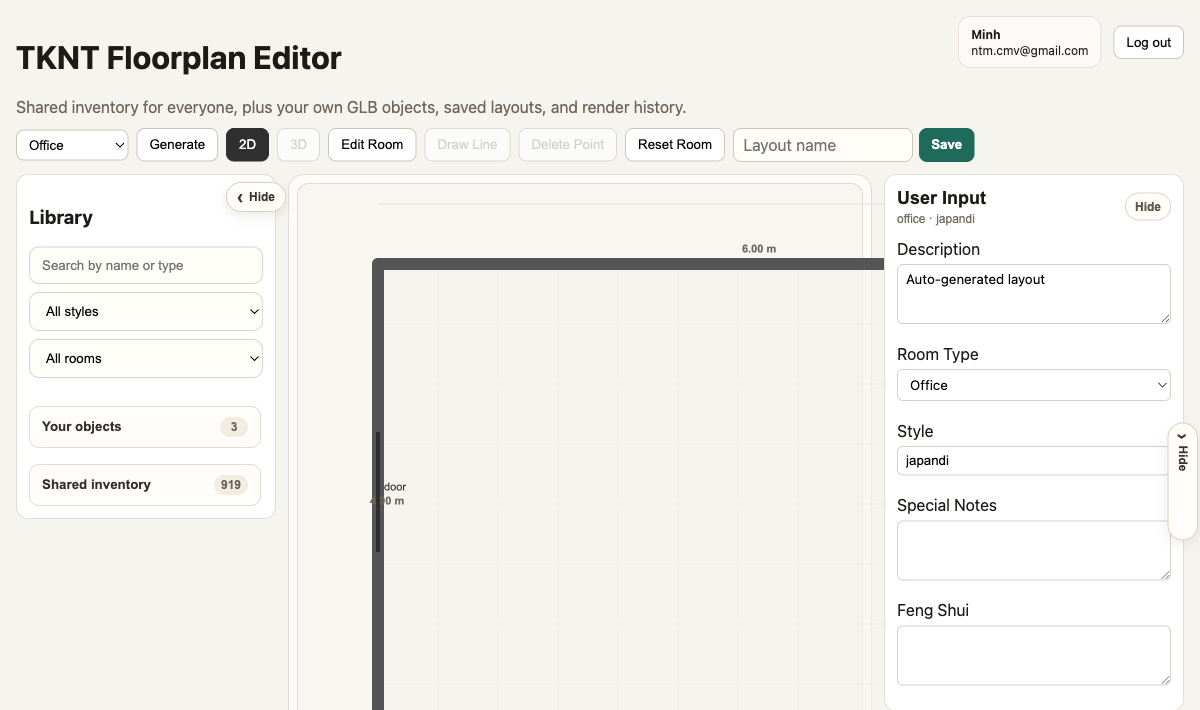 Minh
ntm.cmv@gmail.com
Log out
TKNT Floorplan Editor
Shared inventory for everyone, plus your own GLB objects, saved layouts, and render history.
Office
Generate
2D
3D
Edit Room
Draw Line
Delete Point
Reset Room
Layout name
Save
Hide
Library
Search by name or type
All styles
All rooms
Your objects 3
Shared inventory 919
6.00 m
door
00 m
User Input
office · japandi
Hide
Description
Auto-generated layout
Room Type
Office
Style
japandi
Hide
Special Notes
Feng Shui